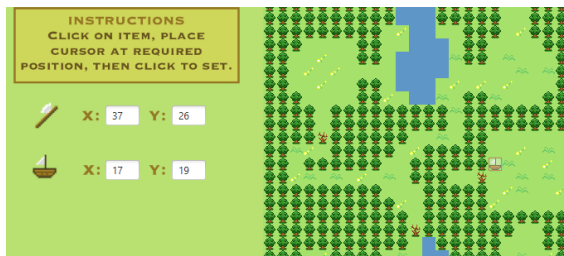 INSTRUCTIONS
CLICK ON ITEM, PLACE
CURSOR AT REQUIRED
POSITION, THEN CLICK TO SET.
X: 37 Y: 26
X: 17 Y: 19